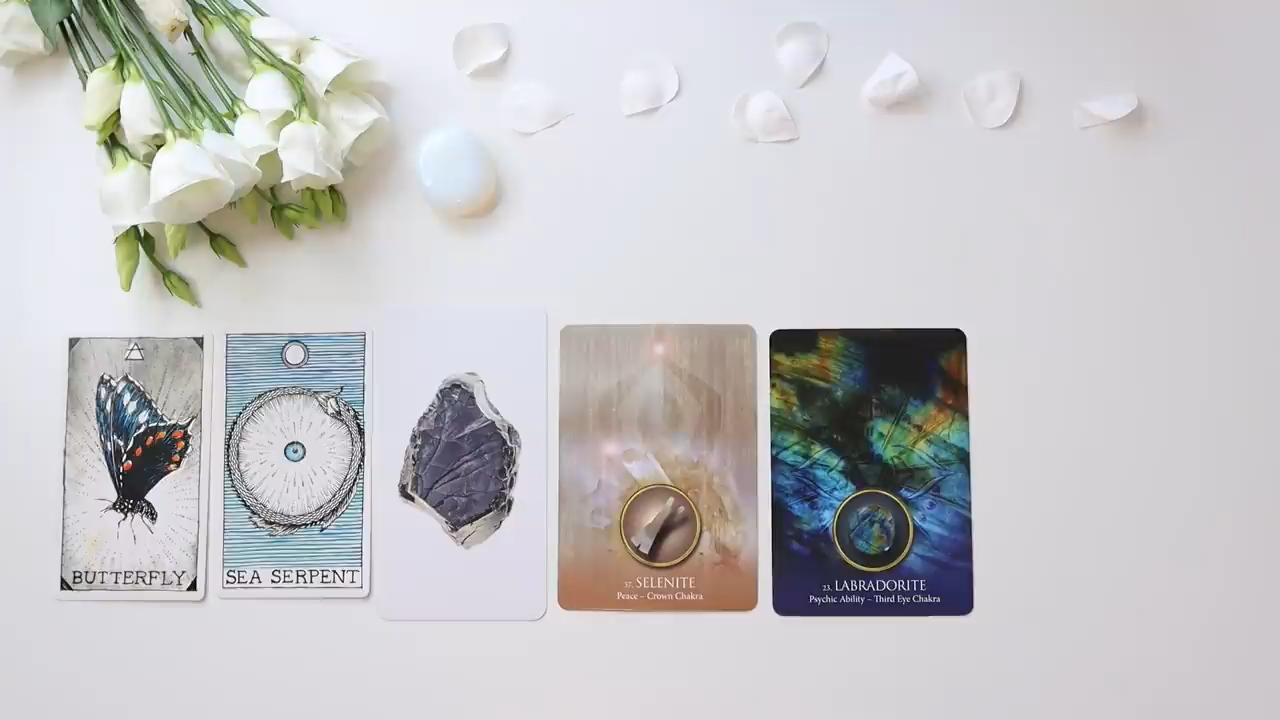 BUTTERFLY
SEA SERPENT
37. SELENITE
Peace – Crown Chakra
23. LABRADORITE
Psychic Ability – Third Eye Chakra